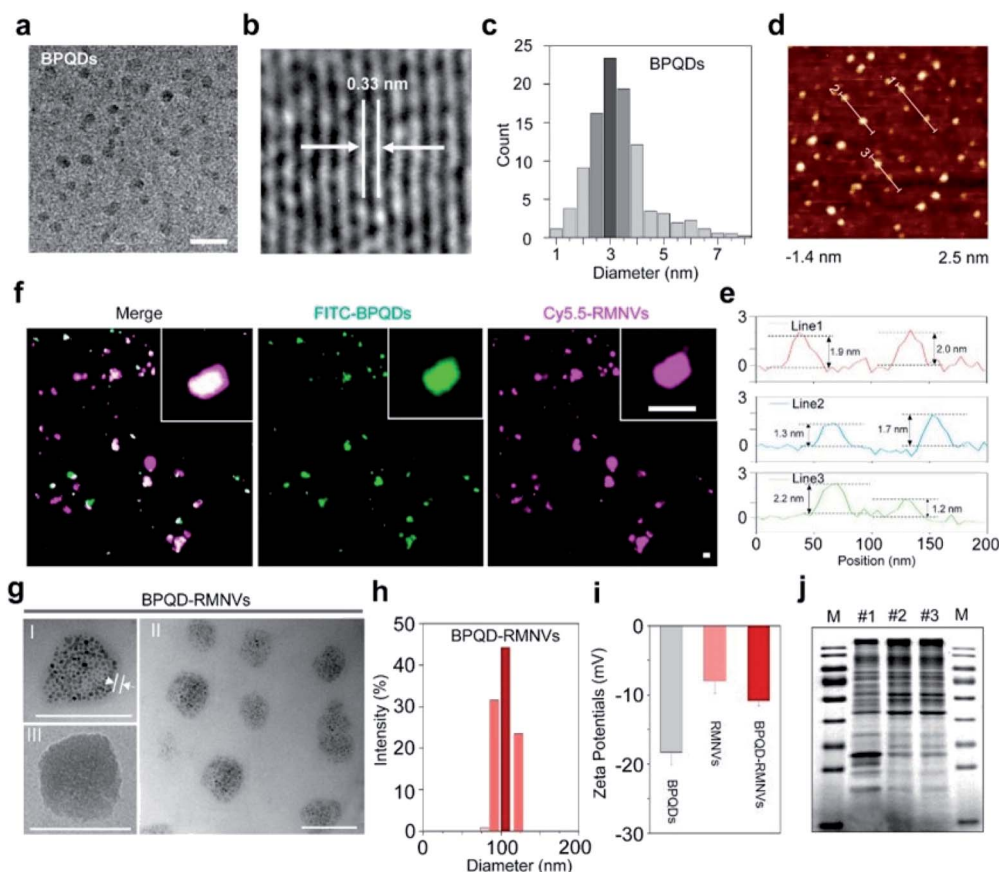 a
BPQDs
b
0.33 nm
c
BPQDs
25
20
15
10
5
0
Count
1 3 5 7
Diameter (nm)
d
1
2
3
-1.4 nm 2.5 nm
f
Merge
FITC-BPQDs
Cy5.5-RMNVs
e
Line1
3
0
1.9 nm
2.0 nm
Line2
3
0
1.3 nm
1.7 nm
Line3
3
0
2.2 nm
1.2 nm
0 50 100 150 200
Position (nm)
g
BPQD-RMNVs
I
II
III
h
BPQD-RMNVs
50
40
30
20
10
0
Intensity (%)
0 100 200
Diameter (nm)
i
0
-10
-20
-30
Zeta Potentials (mV)
BPQDs
RMNVs
BPQD-RMNVs
j
M #1 #2 #3 M